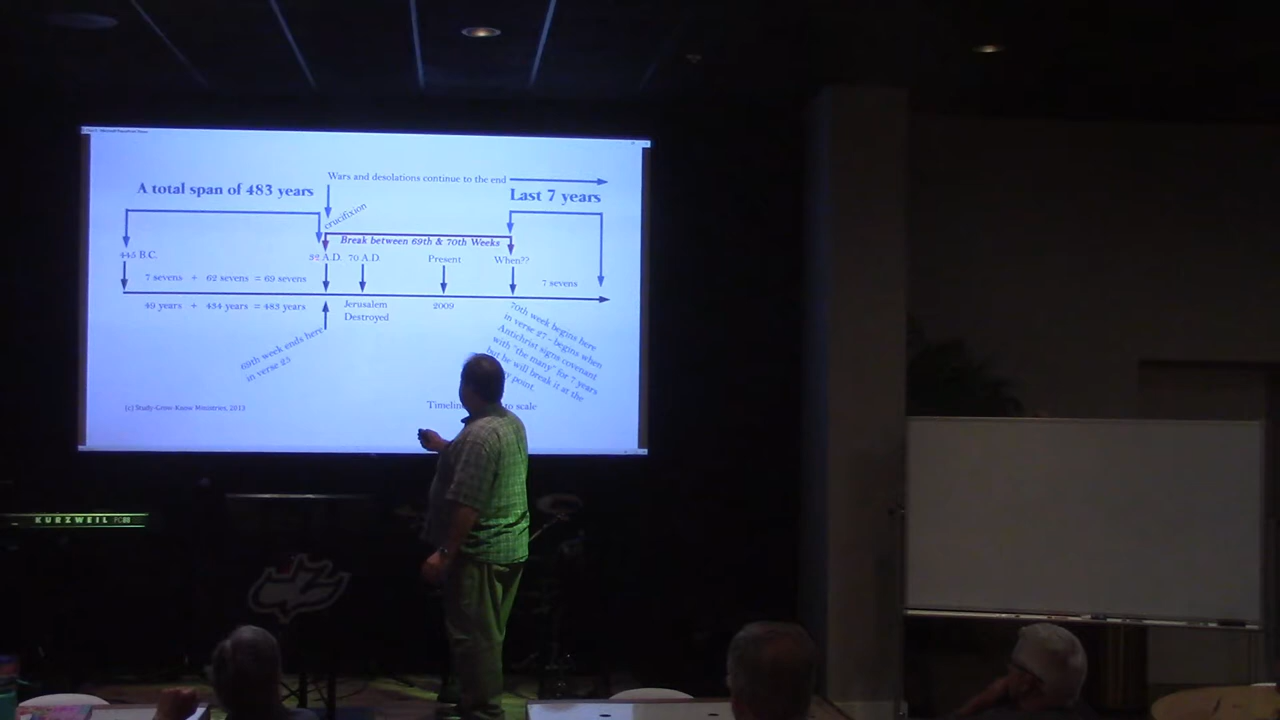 Wars and desolations continue to the end
A total span of 483 years
Last 7 years
crucifixion
Break between 69th & 70th Weeks
445 B.C.
32 A.D.
70 A.D.
Present
When??
7 sevens + 62 sevens = 69 sevens
7 sevens
49 years + 434 years = 483 years
Jerusalem
Destroyed
2009
69th week ends here
in verse 25
70th week begins here
in verse 27 - begins when
Antichrist signs covenant
with "the many" for 7 years
but he will break it at the
point.
(c) Study-Grow-Know Ministries, 2013
to scale
KURZWEIL PC88